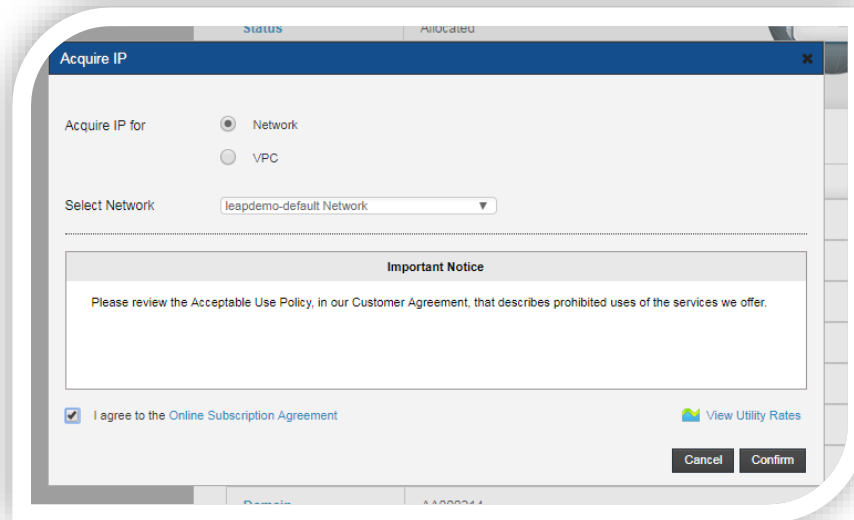 Status Allocated
Acquire IP
Acquire IP for
Network
VPC
Select Network
leapdemo-default Network
Important Notice
Please review the Acceptable Use Policy, in our Customer Agreement, that describes prohibited uses of the services we offer.
I agree to the Online Subscription Agreement
View Utility Rates
Cancel
Confirm
Domain